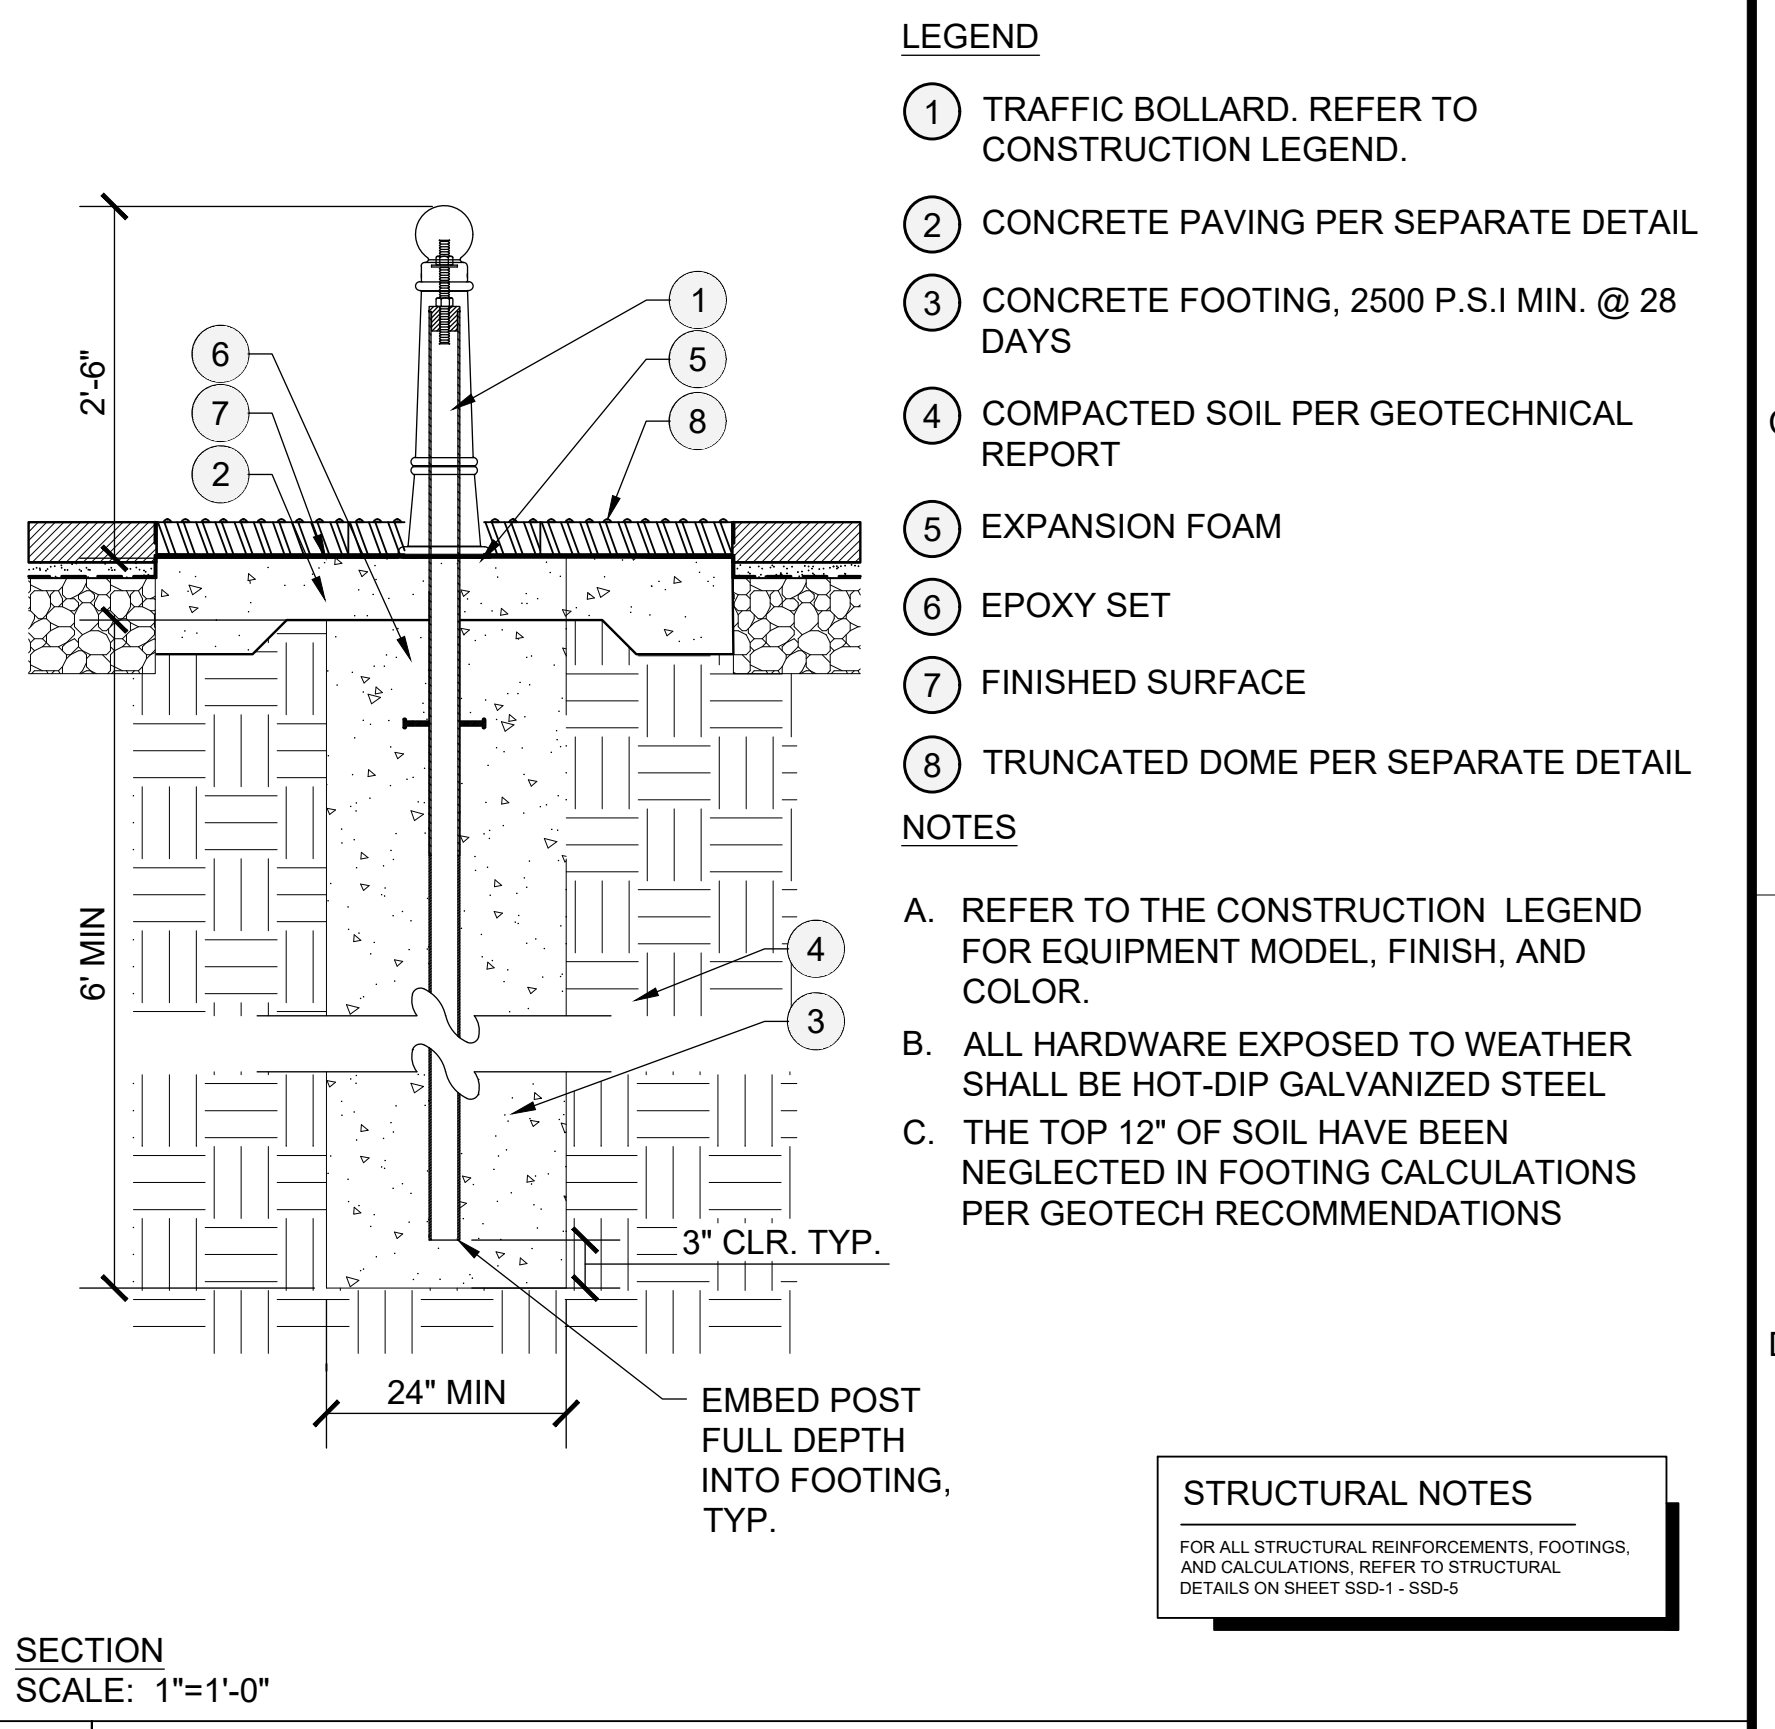 LEGEND
1 TRAFFIC BOLLARD. REFER TO
CONSTRUCTION LEGEND.
2 CONCRETE PAVING PER SEPARATE DETAIL
3 CONCRETE FOOTING, 2500 P.S.I MIN. @ 28
DAYS
4 COMPACTED SOIL PER GEOTECHNICAL
REPORT
5 EXPANSION FOAM
6 EPOXY SET
7 FINISHED SURFACE
8 TRUNCATED DOME PER SEPARATE DETAIL
NOTES
A. REFER TO THE CONSTRUCTION LEGEND
FOR EQUIPMENT MODEL, FINISH, AND
COLOR.
B. ALL HARDWARE EXPOSED TO WEATHER
SHALL BE HOT-DIP GALVANIZED STEEL
C. THE TOP 12" OF SOIL HAVE BEEN
NEGLECTED IN FOOTING CALCULATIONS
PER GEOTECH RECOMMENDATIONS
2'-6"
6
7
2
1
5
8
6' MIN
4
3
3" CLR. TYP.
24" MIN
EMBED POST
FULL DEPTH
INTO FOOTING,
TYP.
STRUCTURAL NOTES
FOR ALL STRUCTURAL REINFORCEMENTS, FOOTINGS,
AND CALCULATIONS, REFER TO STRUCTURAL
DETAILS ON SHEET SSD-1 - SSD-5
SECTION
SCALE: 1"=1'-0"